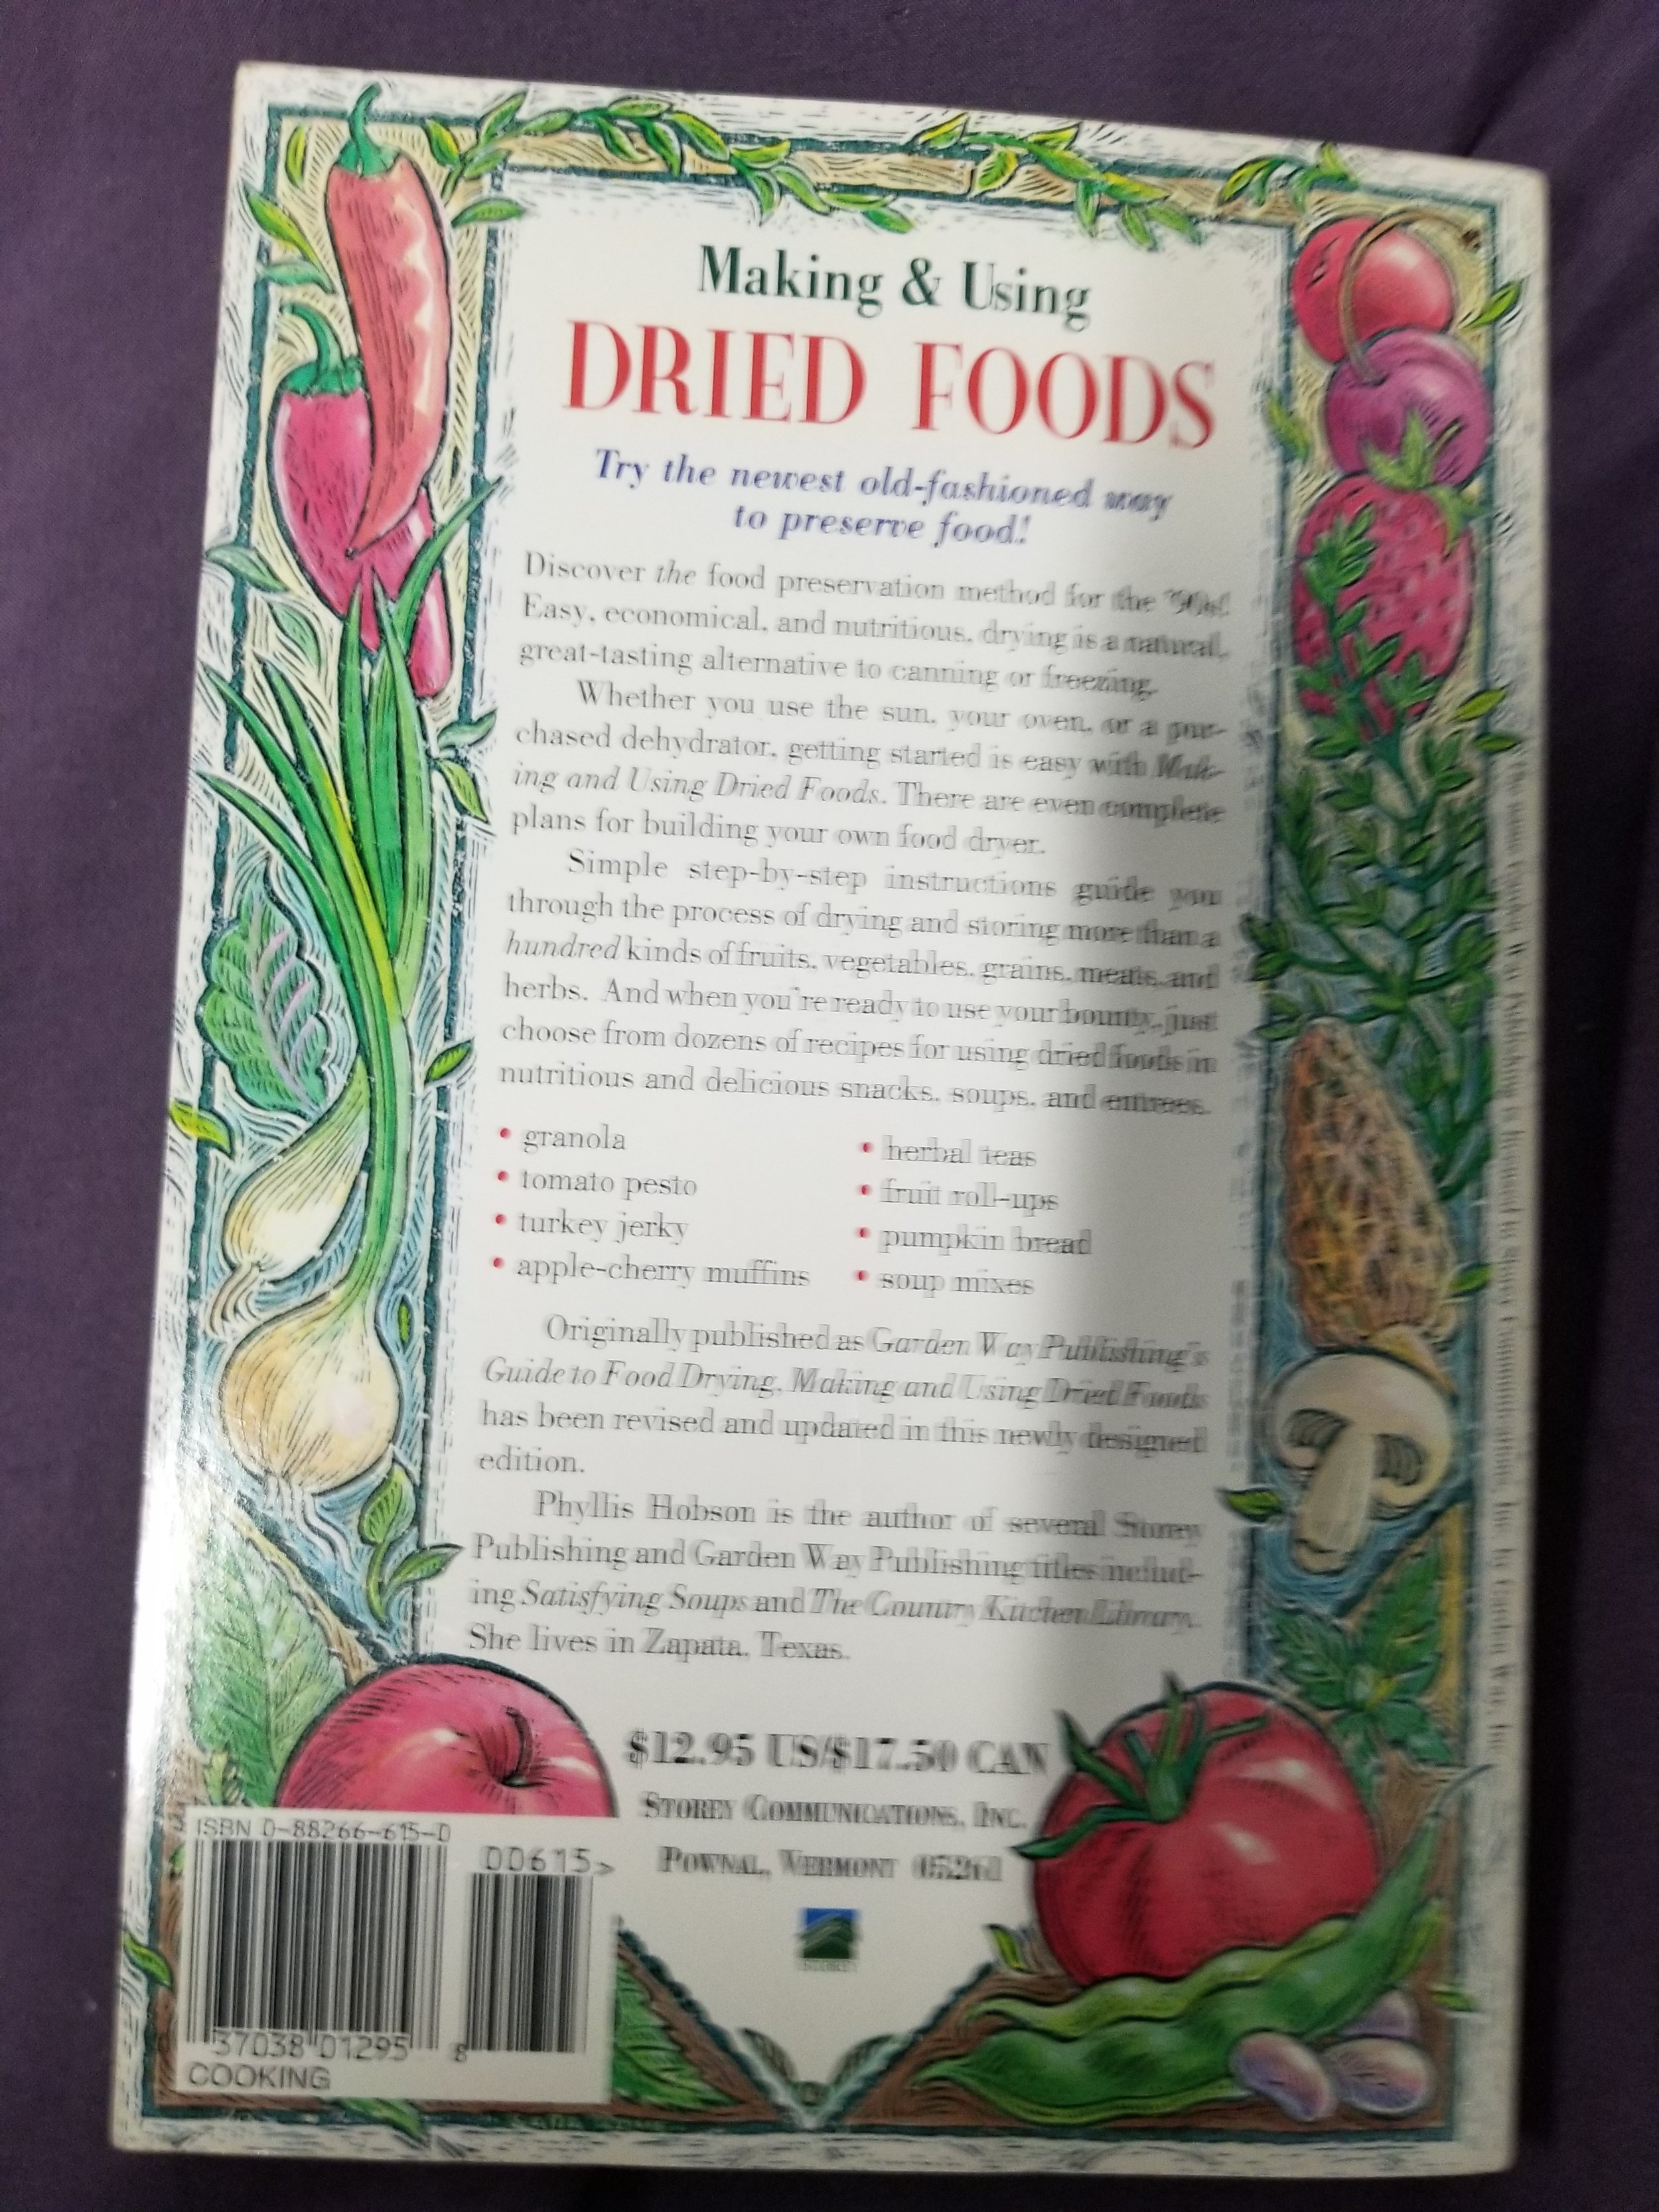 Making & Using
DRIED FOODS
Try the newest old-fashioned way
to preserve food!
Discover the food preservation method for the '90s!
Easy, economical, and nutritious, drying is a natural,
great-tasting alternative to canning or freezing.
Whether you use the sun, your oven, or a pur-
chased dehydrator, getting started is easy with Mak-
ing and Using Dried Foods. There are even complete
plans for building your own food dryer.
Simple step-by-step instructions guide you
through the process of drying and storing more than a
hundred kinds of fruits, vegetables, grains, meats, and
herbs. And when you're ready to use your bounty, just
choose from dozens of recipes for using dried foods in
nutritious and delicious snacks, soups, and entrees.
• granola
• tomato pesto
• turkey jerky
• apple-cherry muffins
• herbal teas
• fruit roll-ups
• pumpkin bread
• soup mixes
Originally published as Garden Way Publishing's
Guide to Food Drying, Making and Using Dried Foods
has been revised and updated in this newly designed
edition.
Phyllis Hobson is the author of several Storey
Publishing and Garden Way Publishing titles includ-
ing Satisfying Soups and The Country Kitchen Library.
She lives in Zapata, Texas.
$12.95 US/$17.50 CAN
STOREY COMMUNICATIONS, INC.
POWNAL, VERMONT 05261
STOREY
ISBN 0-88266-615-0
00615>
0 37038 01295 8
COOKING